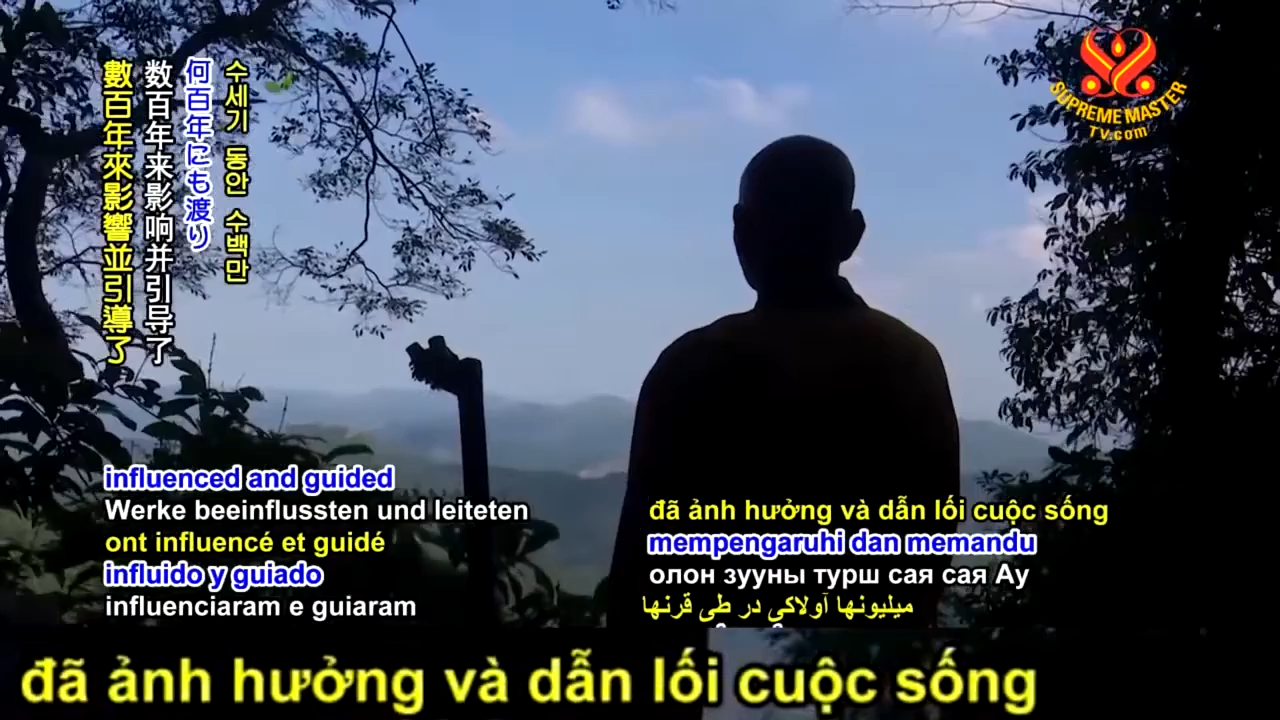 數百年來影響並引導了
数百年来影响并引导了
何百年にも渡り
수세기 동안 수백만
SUPREME MASTER
TV.com
influenced and guided
Werke beeinflussten und leiteten
ont influencé et guidé
influido y guiado
influenciaram e guiaram
đã ảnh hưởng và dẫn lối cuộc sống
mempengaruhi dan memandu
олон зууны турш сая сая Ау
میلیونها آولاکی در طی قرنها
đã ảnh hưởng và dẫn lối cuộc sống